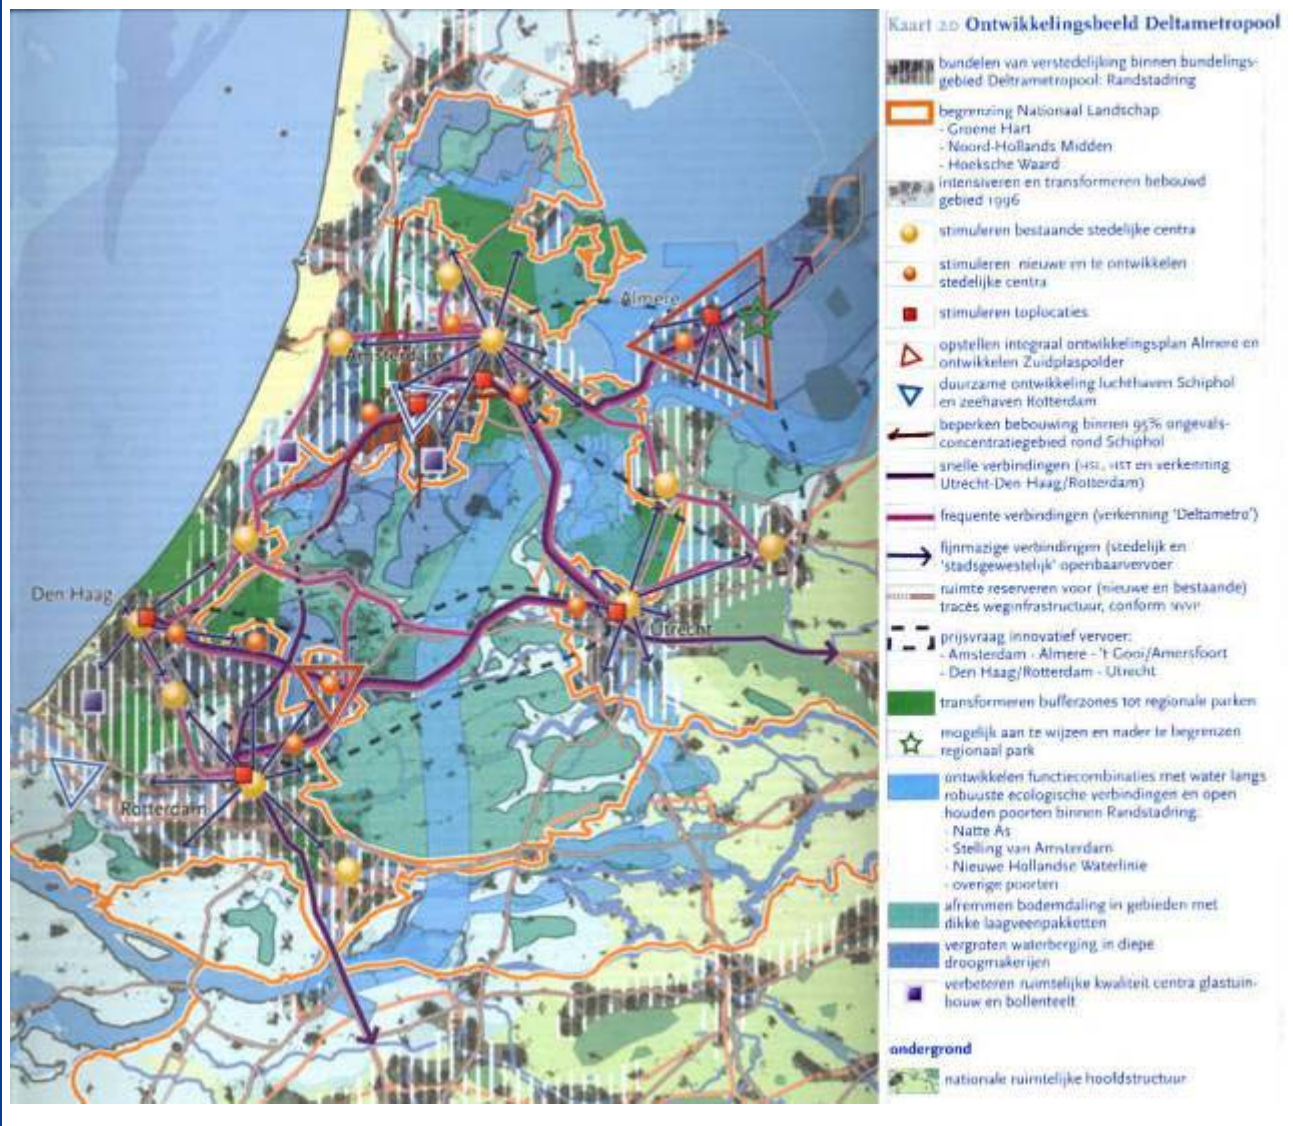 Kaart 20 Ontwikkelingsbeeld Deltametropool
bundelen van verstedelijking binnen bundelings-
gebied Deltrametropool: Randstadring
begrenzing Nationaal Landschap
- Groene Hart
- Noord-Hollands Midden
- Hoeksche Waard
intensiveren en transformeren bebouwd
gebied 1996
stimuleren bestaande stedelijke centra
stimuleren nieuwe en te ontwikkelen
stedelijke centra
stimuleren toplocaties
opstellen integraal ontwikkelingsplan Almere en
ontwikkelen Zuidplaspolder
duurzame ontwikkeling luchthaven Schiphol
en zeehaven Rotterdam
beperken bebouwing binnen 95% ongevals-
concentratiegebied rond Schiphol
snelle verbindingen (HSL, HST en verkenning
Utrecht-Den Haag/Rotterdam)
frequente verbindingen (verkenning 'Deltametro')
fijnmazige verbindingen (stedelijk en
'stadsgewestelijk' openbaarvervoer
ruimte reserveren voor (nieuwe en bestaande)
tracés weginfrastructuur, conform NVVP
prijsvraag innovatief vervoer:
- Amsterdam - Almere - 't Gooi/Amersfoort
- Den Haag/Rotterdam - Utrecht
transformeren bufferzones tot regionale parken
mogelijk aan te wijzen en nader te begrenzen
regionaal park
ontwikkelen functiecombinaties met water langs
robuuste ecologische verbindingen en open
houden poorten binnen Randstadring:
- Natte As
- Stelling van Amsterdam
- Nieuwe Hollandse Waterlinie
- overige poorten
afremmen bodemdaling in gebieden met
dikke laagveenpakketten
vergroten waterberging in diepe
droogmakerijen
verbeteren ruimtelijke kwaliteit centra glastuin-
bouw en bollenteelt
ondergrond
nationale ruimtelijke hoofdstructuur
Almere
Amsterdam
Den Haag
Utrecht
Rotterdam